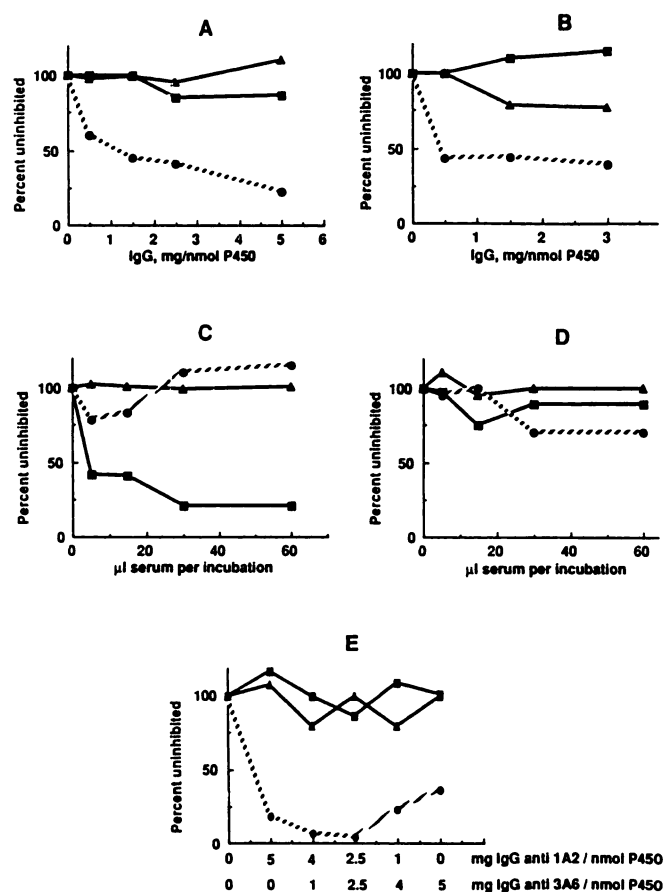 A
Percent uninhibited
100
50
0
0 1 2 3 4 5 6
IgG, mg/nmol P450
B
Percent uninhibited
100
50
0
0 1 2 3
IgG, mg/nmol P450
C
Percent uninhibited
100
50
0
0 20 40 60
µl serum per incubation
D
Percent uninhibited
100
50
0
0 20 40 60
µl serum per incubation
E
Percent uninhibited
100
50
0
0 5 4 2.5 1 0 mg IgG anti 1A2 / nmol P450
0 0 1 2.5 4 5 mg IgG anti 3A6 / nmol P450